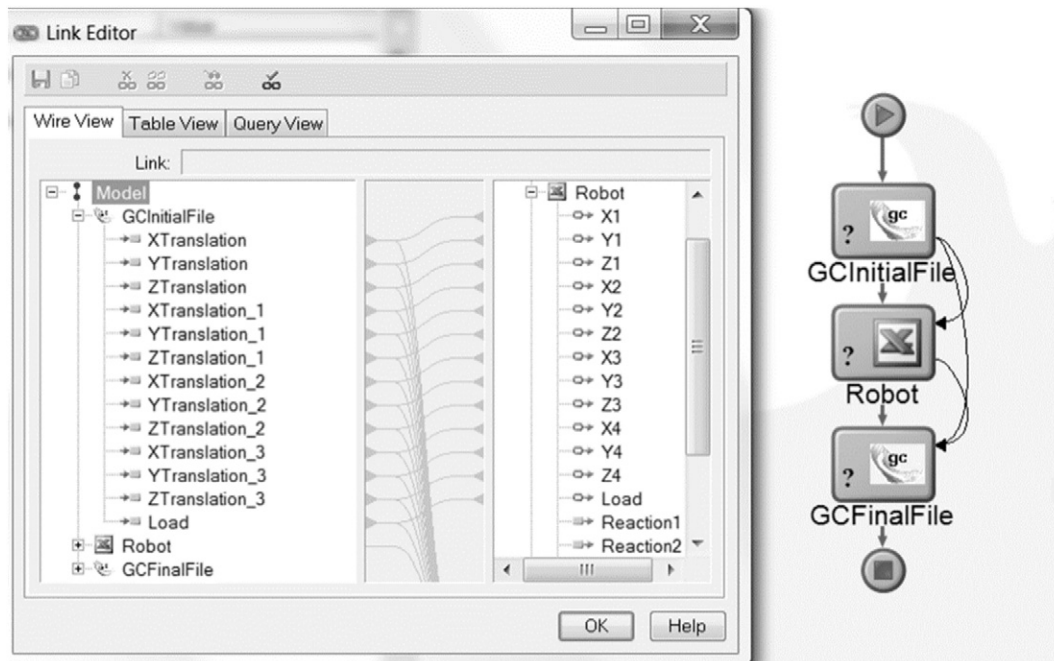 Link Editor
Wire View Table View Query View
Link:
Model
GCInitialFile
XTranslation
YTranslation
ZTranslation
XTranslation_1
YTranslation_1
ZTranslation_1
XTranslation_2
YTranslation_2
ZTranslation_2
XTranslation_3
YTranslation_3
ZTranslation_3
Load
Robot
GCFinalFile
Robot
X1
Y1
Z1
X2
Y2
Z2
X3
Y3
Z3
X4
Y4
Z4
Load
Reaction1
Reaction2
OK Help
gc
?
GCInitialFile
?
Robot
gc
?
GCFinalFile